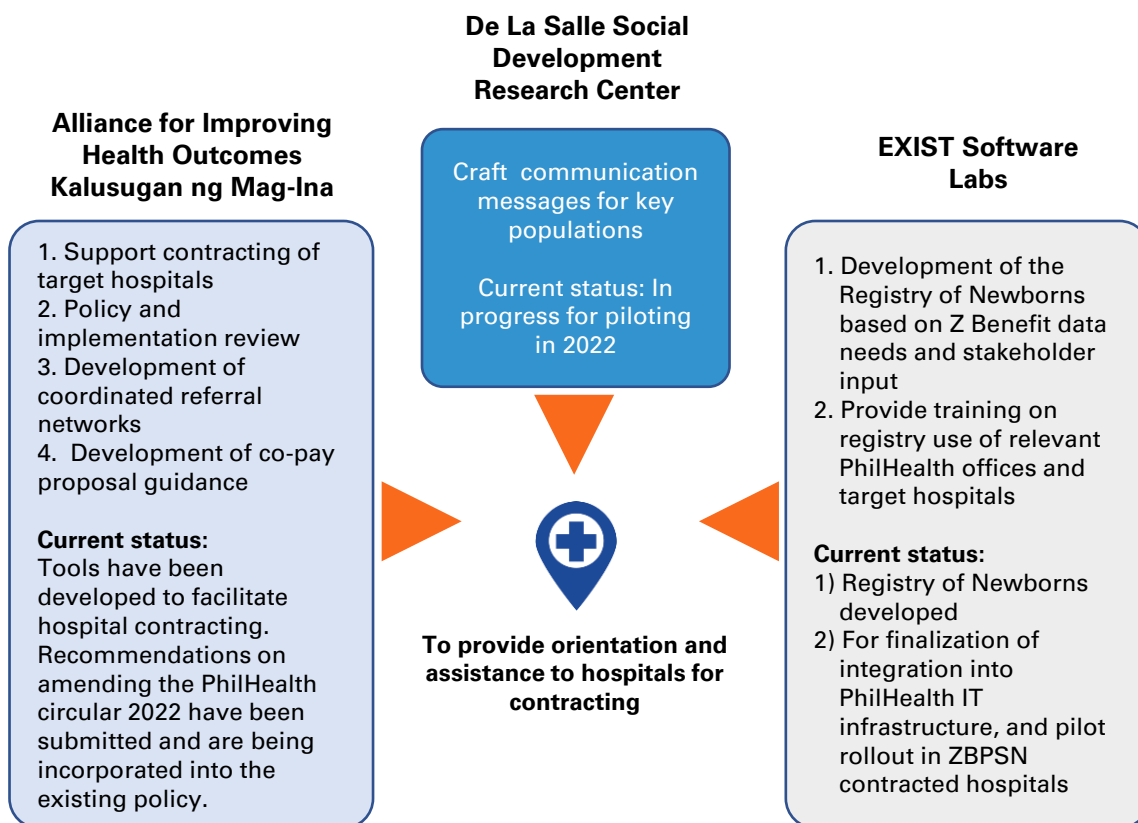 De La Salle Social
Development
Research Center
Alliance for Improving
Health Outcomes
Kalusugan ng Mag-Ina
EXIST Software
Labs
Craft communication
messages for key
populations
Current status: In
progress for piloting
in 2022
1. Support contracting of
target hospitals
2. Policy and
implementation review
3. Development of
coordinated referral
networks
4. Development of co-pay
proposal guidance
Current status:
Tools have been
developed to facilitate
hospital contracting.
Recommendations on
amending the PhilHealth
circular 2022 have been
submitted and are being
incorporated into the
existing policy.
To provide orientation and
assistance to hospitals for
contracting
1. Development of the
Registry of Newborns
based on Z Benefit data
needs and stakeholder
input
2. Provide training on
registry use of relevant
PhilHealth offices and
target hospitals
Current status:
1) Registry of Newborns
developed
2) For finalization of
integration into
PhilHealth IT
infrastructure, and pilot
rollout in ZBPSN
contracted hospitals